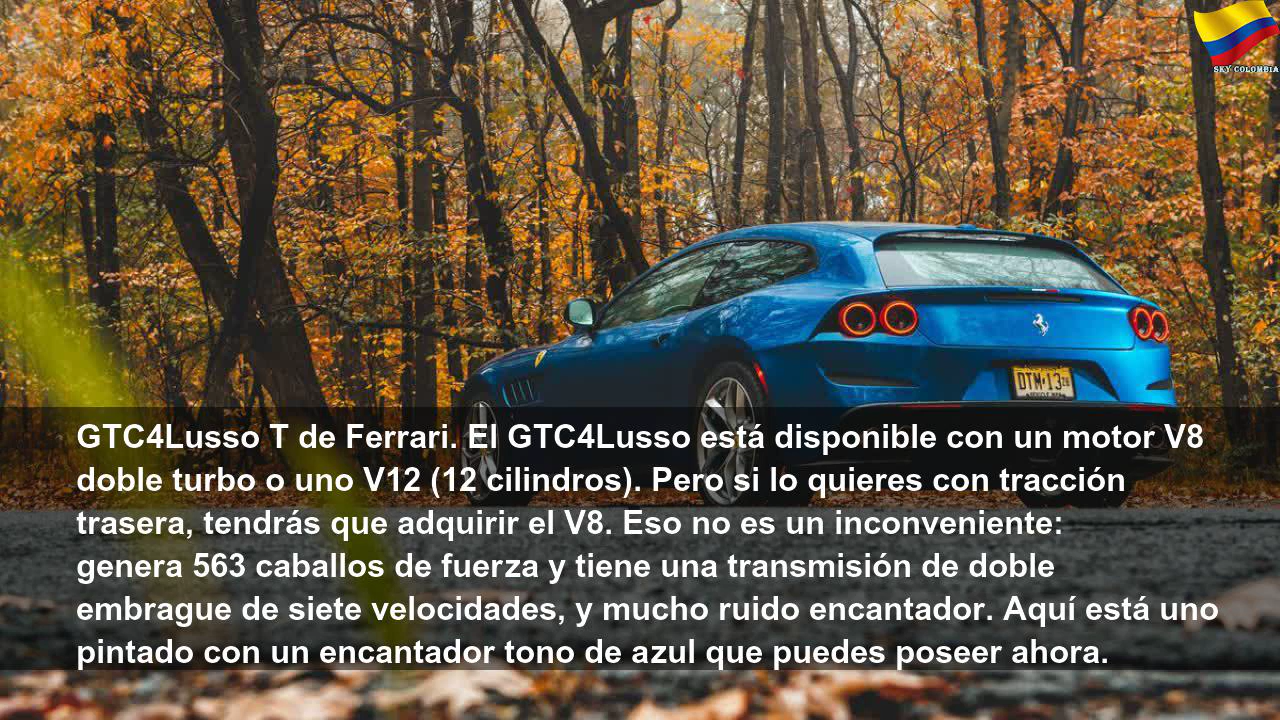 SKY COLOMBIA
DTM-13
GTC4Lusso T de Ferrari. El GTC4Lusso está disponible con un motor V8
doble turbo o uno V12 (12 cilindros). Pero si lo quieres con tracción
trasera, tendrás que adquirir el V8. Eso no es un inconveniente:
genera 563 caballos de fuerza y tiene una transmisión de doble
embrague de siete velocidades, y mucho ruido encantador. Aquí está uno
pintado con un encantador tono de azul que puedes poseer ahora.